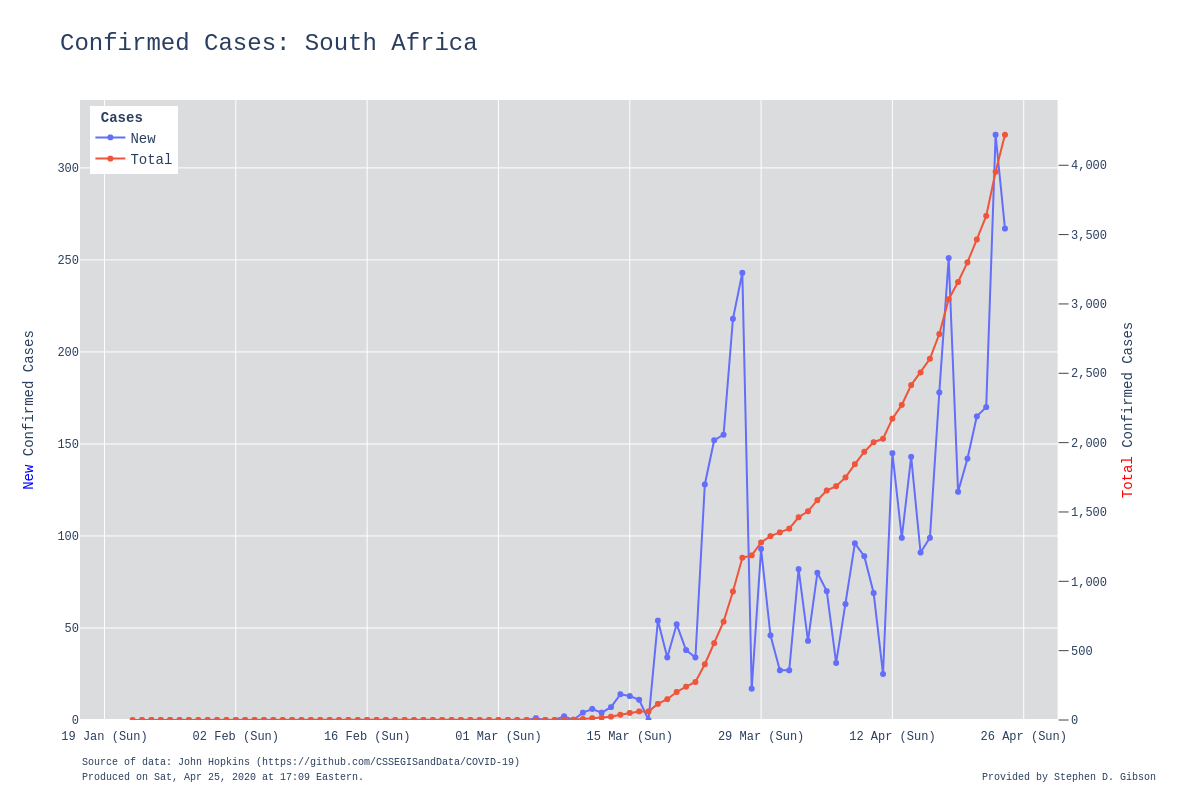 Confirmed Cases: South Africa
Cases
New
Total
300
250
200
150
100
50
0
4,000
3,500
3,000
2,500
2,000
1,500
1,000
500
0
New Confirmed Cases
Total Confirmed Cases
19 Jan (Sun) 02 Feb (Sun) 16 Feb (Sun) 01 Mar (Sun) 15 Mar (Sun) 29 Mar (Sun) 12 Apr (Sun) 26 Apr (Sun)
Source of data: John Hopkins (https://github.com/CSSEGISandData/COVID-19)
Produced on Sat, Apr 25, 2020 at 17:09 Eastern.
Provided by Stephen D. Gibson